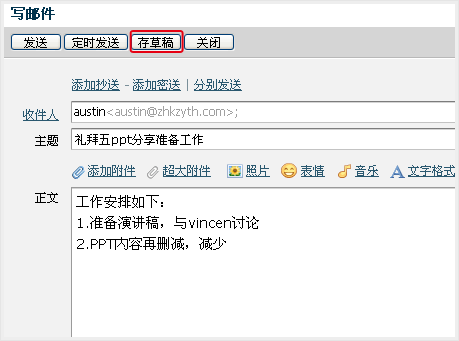 写邮件
发送 定时发送 存草稿 关闭
添加抄送 - 添加密送 | 分别发送
收件人 austin<austin@zhkzyth.com>;
主题 礼拜五ppt分享准备工作
添加附件 超大附件 照片 表情 音乐 文字格式
正文 工作安排如下：
1.准备演讲稿，与vincen讨论
2.PPT内容再删减，减少